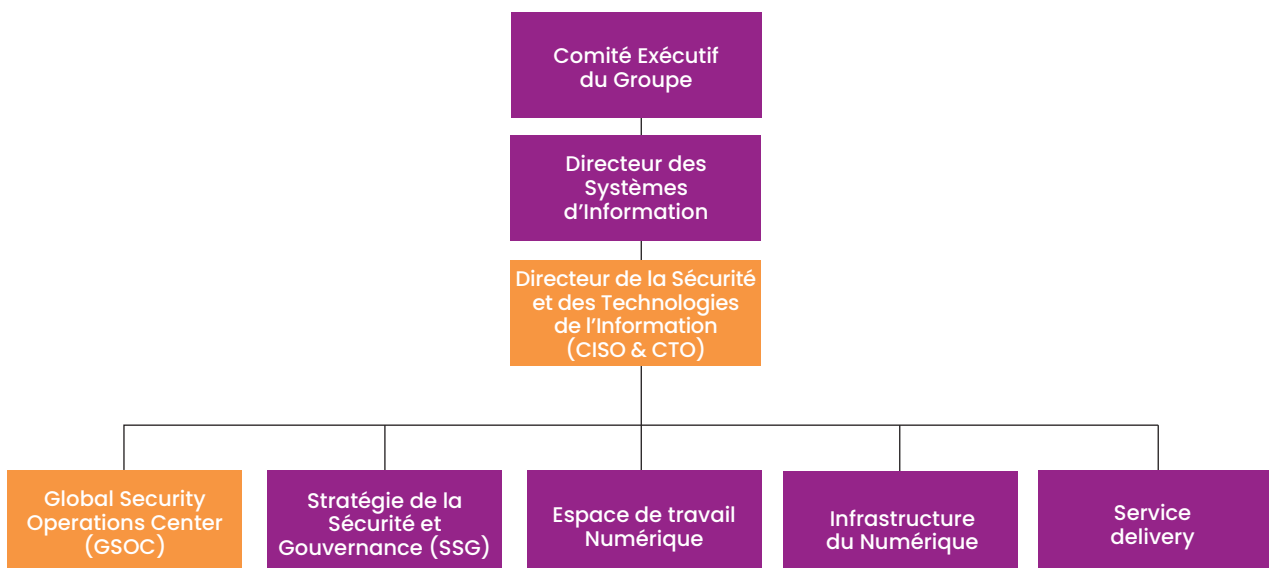 Comité Exécutif
du Groupe
Directeur des
Systèmes
d’Information
Directeur de la Sécurité
et des Technologies
de l’Information
(CISO & CTO)
Global Security
Operations Center
(GSOC)
Stratégie de la
Sécurité et
Gouvernance (SSG)
Espace de travail
Numérique
Infrastructure
du Numérique
Service
delivery